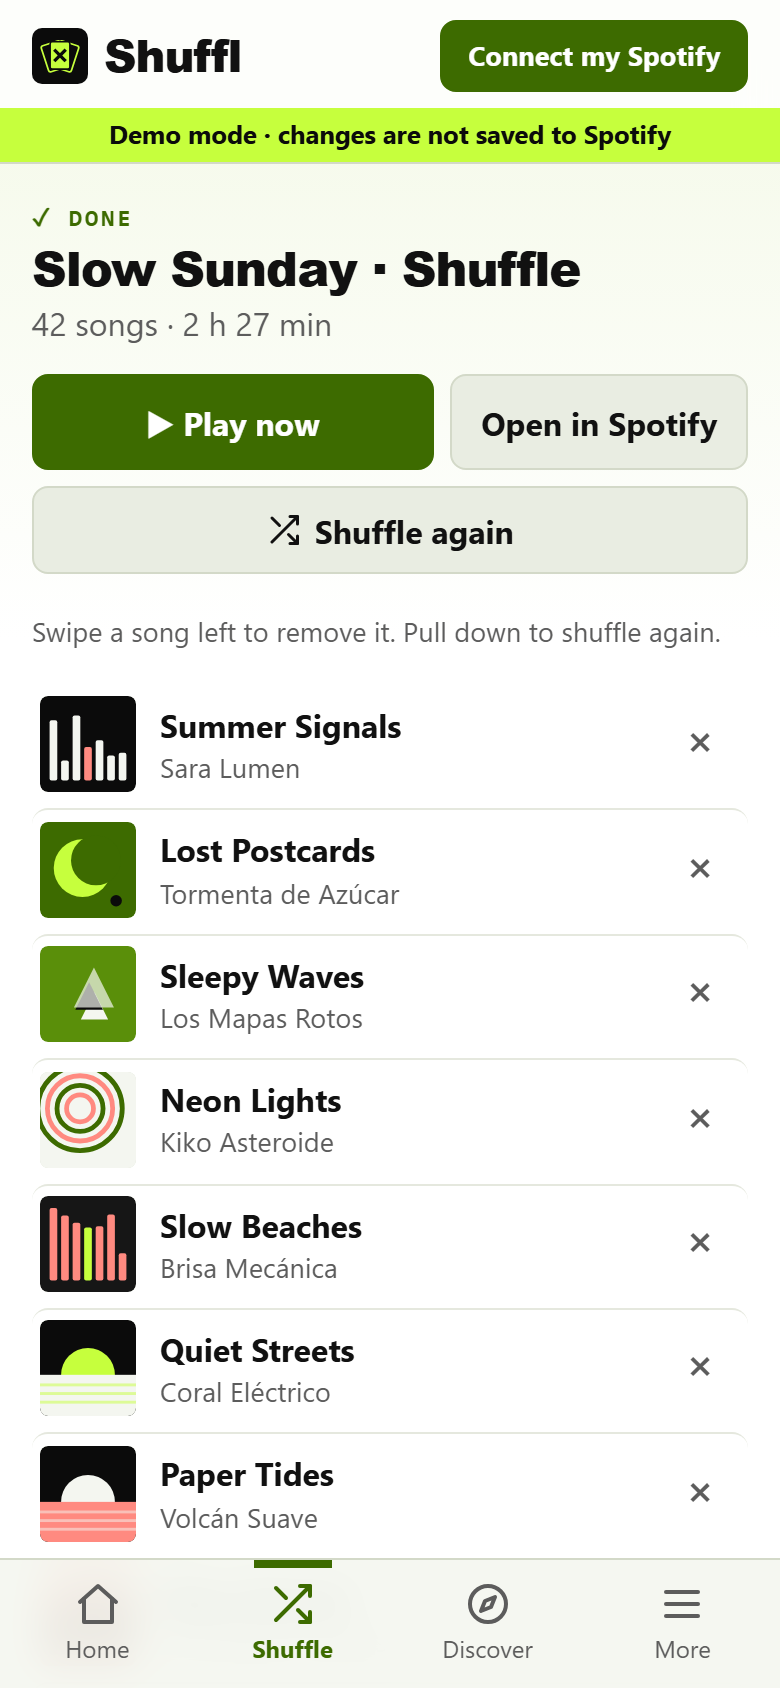 Shuffl
Connect my Spotify
Demo mode · changes are not saved to Spotify
✓ DONE
Slow Sunday · Shuffle
42 songs · 2 h 27 min
▶ Play now
Open in Spotify
Shuffle again
Swipe a song left to remove it. Pull down to shuffle again.
Summer Signals
Sara Lumen
×
Lost Postcards
Tormenta de Azúcar
×
Sleepy Waves
Los Mapas Rotos
×
Neon Lights
Kiko Asteroide
×
Slow Beaches
Brisa Mecánica
×
Quiet Streets
Coral Eléctrico
×
Paper Tides
Volcán Suave
×
Home
Shuffle
Discover
More